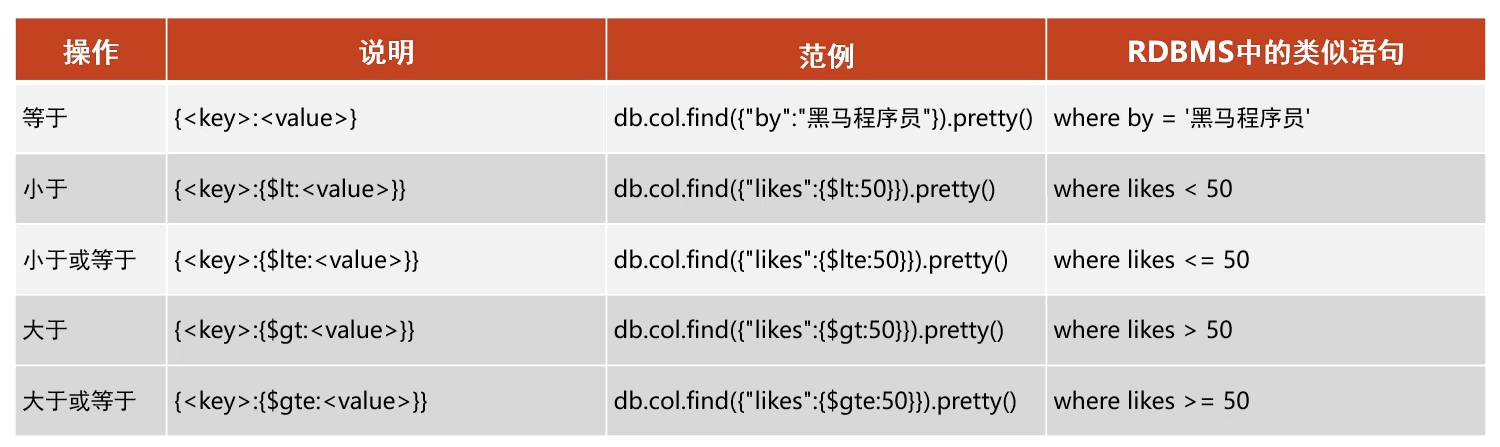 操作 说明 范例 RDBMS中的类似语句
等于 {<key>:<value>} db.col.find({"by":"黑马程序员"}).pretty() where by = '黑马程序员'
小于 {<key>:{$lt:<value>}} db.col.find({"likes":{$lt:50}}).pretty() where likes < 50
小于或等于 {<key>:{$lte:<value>}} db.col.find({"likes":{$lte:50}}).pretty() where likes <= 50
大于 {<key>:{$gt:<value>}} db.col.find({"likes":{$gt:50}}).pretty() where likes > 50
大于或等于 {<key>:{$gte:<value>}} db.col.find({"likes":{$gte:50}}).pretty() where likes >= 50